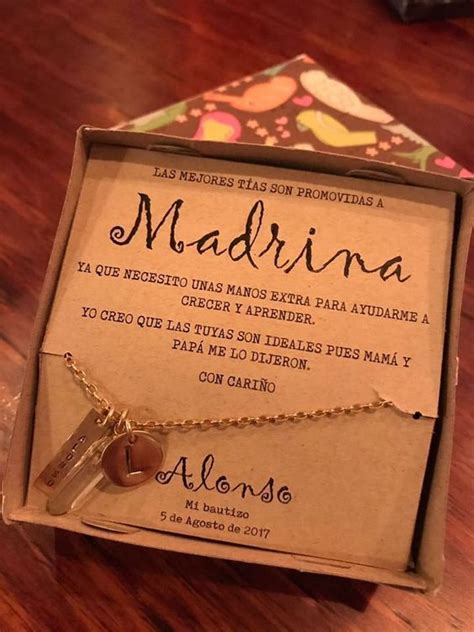 LAS MEJORES TÍAS SON PROMOVIDAS A
Madrina
YA QUE NECESITO UNAS MANOS EXTRA PARA AYUDARME A
CRECER Y APRENDER.
YO CREO QUE LAS TUYAS SON IDEALES PUES MAMÁ Y
PAPÁ ME LO DIJERON.
CON CARIÑO
L
Alonso
Mi bautizo
5 de Agosto de 2017